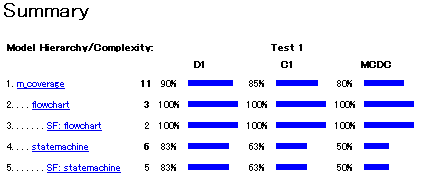 Summary
Model Hierarchy/Complexity: Test 1
D1 C1 MCDC
1. m_coverage 11 90% 85% 80%
2. . . . flowchart 3 100% 100% 100%
3. . . . . . . SF: flowchart 2 100% 100% 100%
4. . . . statemachine 6 83% 63% 50%
5. . . . . . . SF: statemachine 5 83% 63% 50%